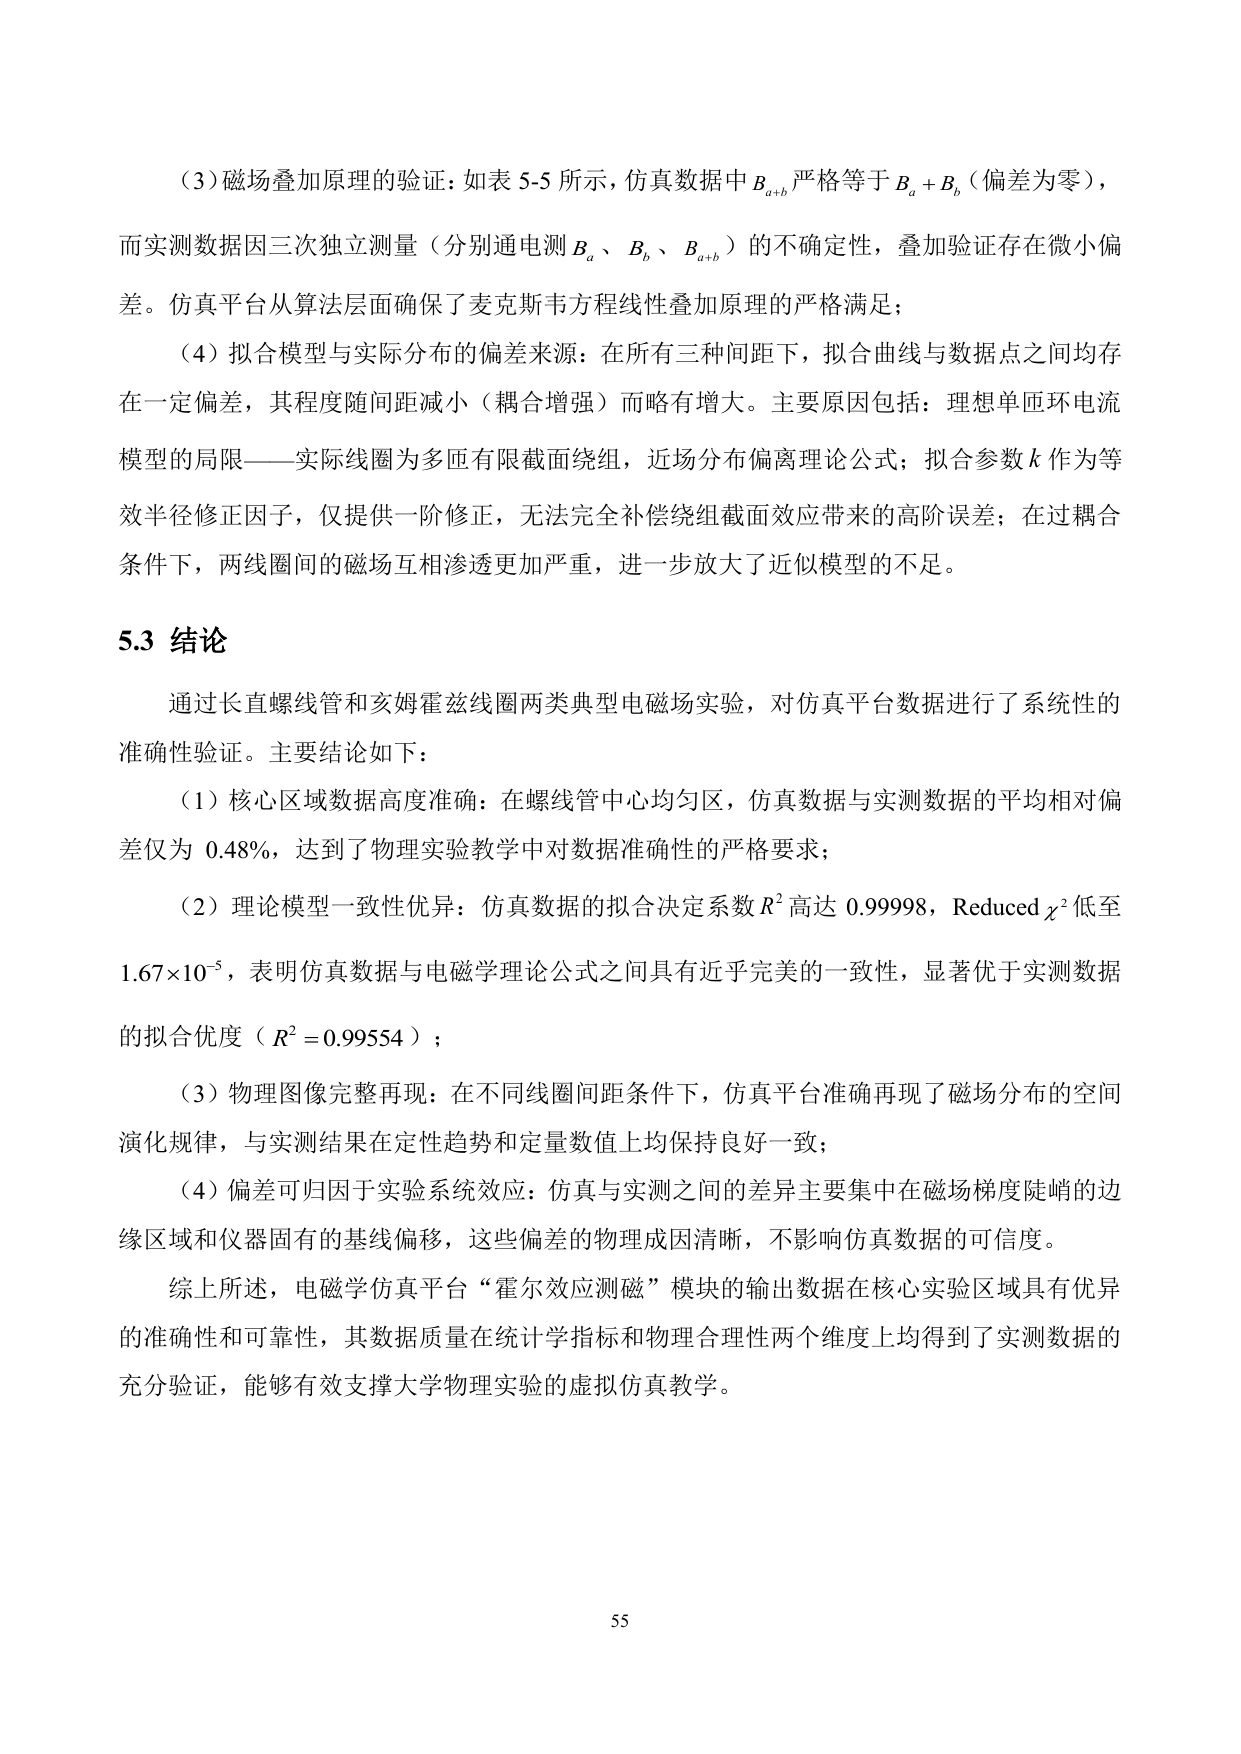 （3）磁场叠加原理的验证：如表 5-5 所示，仿真数据中 B_{a+b} 严格等于 B_a + B_b（偏差为零），
而实测数据因三次独立测量（分别通电测 B_a 、 B_b 、 B_{a+b} ）的不确定性，叠加验证存在微小偏
差。仿真平台从算法层面确保了麦克斯韦方程线性叠加原理的严格满足；
（4）拟合模型与实际分布的偏差来源：在所有三种间距下，拟合曲线与数据点之间均存
在一定偏差，其程度随间距减小（耦合增强）而略有增大。主要原因包括：理想单匝环电流
模型的局限——实际线圈为多匝有限截面绕组，近场分布偏离理论公式；拟合参数 k 作为等
效半径修正因子，仅提供一阶修正，无法完全补偿绕组截面效应带来的高阶误差；在过耦合
条件下，两线圈间的磁场互相渗透更加严重，进一步放大了近似模型的不足。
5.3 结论
通过长直螺线管和亥姆霍兹线圈两类典型电磁场实验，对仿真平台数据进行了系统性的
准确性验证。主要结论如下：
（1）核心区域数据高度准确：在螺线管中心均匀区，仿真数据与实测数据的平均相对偏
差仅为 0.48%，达到了物理实验教学中对数据准确性的严格要求；
（2）理论模型一致性优异：仿真数据的拟合决定系数 R² 高达 0.99998，Reduced χ² 低至
1.67×10⁻⁵，表明仿真数据与电磁学理论公式之间具有近乎完美的一致性，显著优于实测数据
的拟合优度（ R² = 0.99554 ）；
（3）物理图像完整再现：在不同线圈间距条件下，仿真平台准确再现了磁场分布的空间
演化规律，与实测结果在定性趋势和定量数值上均保持良好一致；
（4）偏差可归因于实验系统效应：仿真与实测之间的差异主要集中在磁场梯度陡峭的边
缘区域和仪器固有的基线偏移，这些偏差的物理成因清晰，不影响仿真数据的可信度。
综上所述，电磁学仿真平台“霍尔效应测磁”模块的输出数据在核心实验区域具有优异
的准确性和可靠性，其数据质量在统计学指标和物理合理性两个维度上均得到了实测数据的
充分验证，能够有效支撑大学物理实验的虚拟仿真教学。
55